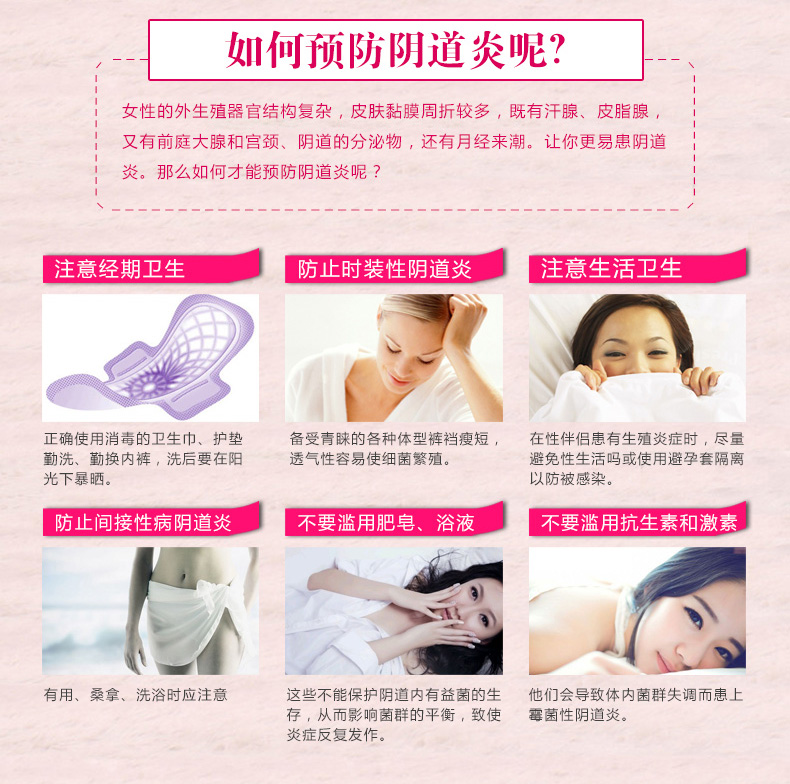 如何预防阴道炎呢?
女性的外生殖器官结构复杂，皮肤黏膜周折较多，既有汗腺、皮脂腺，
又有前庭大腺和宫颈、阴道的分泌物，还有月经来潮。让你更易患阴道
炎。那么如何才能预防阴道炎呢？
注意经期卫生
正确使用消毒的卫生巾、护垫
勤洗、勤换内裤，洗后要在阳
光下暴晒。
防止时装性阴道炎
备受青睐的各种体型裤裆瘦短，
透气性容易使细菌繁殖。
注意生活卫生
在性伴侣患有生殖炎症时，尽量
避免性生活吗或使用避孕套隔离
以防被感染。
防止间接性病阴道炎
有用、桑拿、洗浴时应注意
不要滥用肥皂、浴液
这些不能保护阴道内有益菌的生
存，从而影响菌群的平衡，致使
炎症反复发作。
不要滥用抗生素和激素
他们会导致体内菌群失调而患上
霉菌性阴道炎。